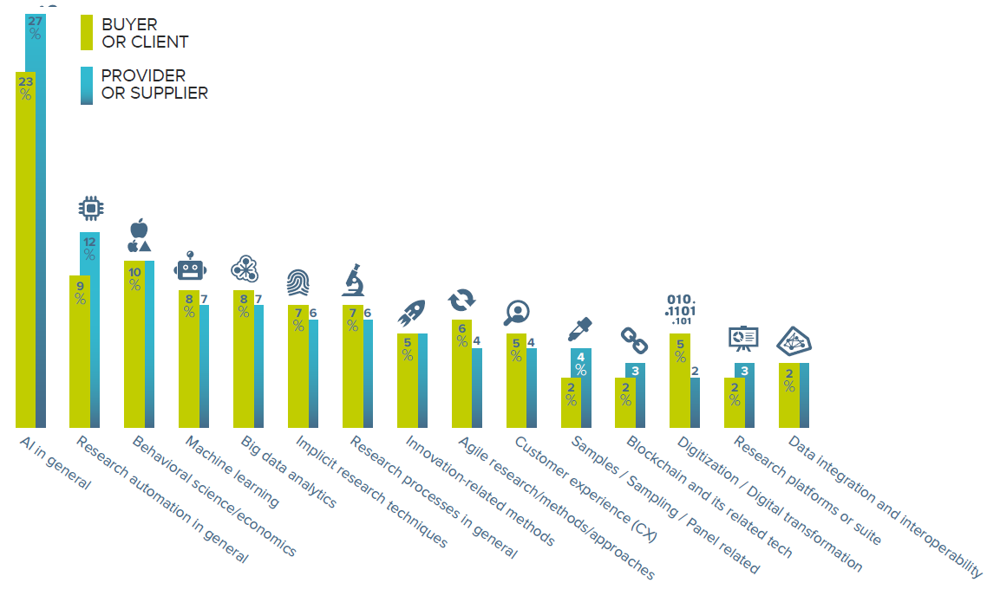 27
%
BUYER
OR CLIENT
PROVIDER
OR SUPPLIER
23
%
12
%
9
%
10
%
8
%
7
8
%
7
7
%
6
7
%
6
5
%
6
%
4
5
%
4
4
%
2
%
3
2
%
010.
.1101
.101
5
%
2
3
2
%
2
%
AI in general
Research automation in general
Behavioral science/economics
Machine learning
Big data analytics
Implicit research techniques
Research processes in general
Innovation-related methods
Agile research/methods/approaches
Customer experience (CX)
Samples / Sampling / Panel related
Blockchain and its related tech
Digitization / Digital transformation
Research platforms or suite
Data integration and interoperability